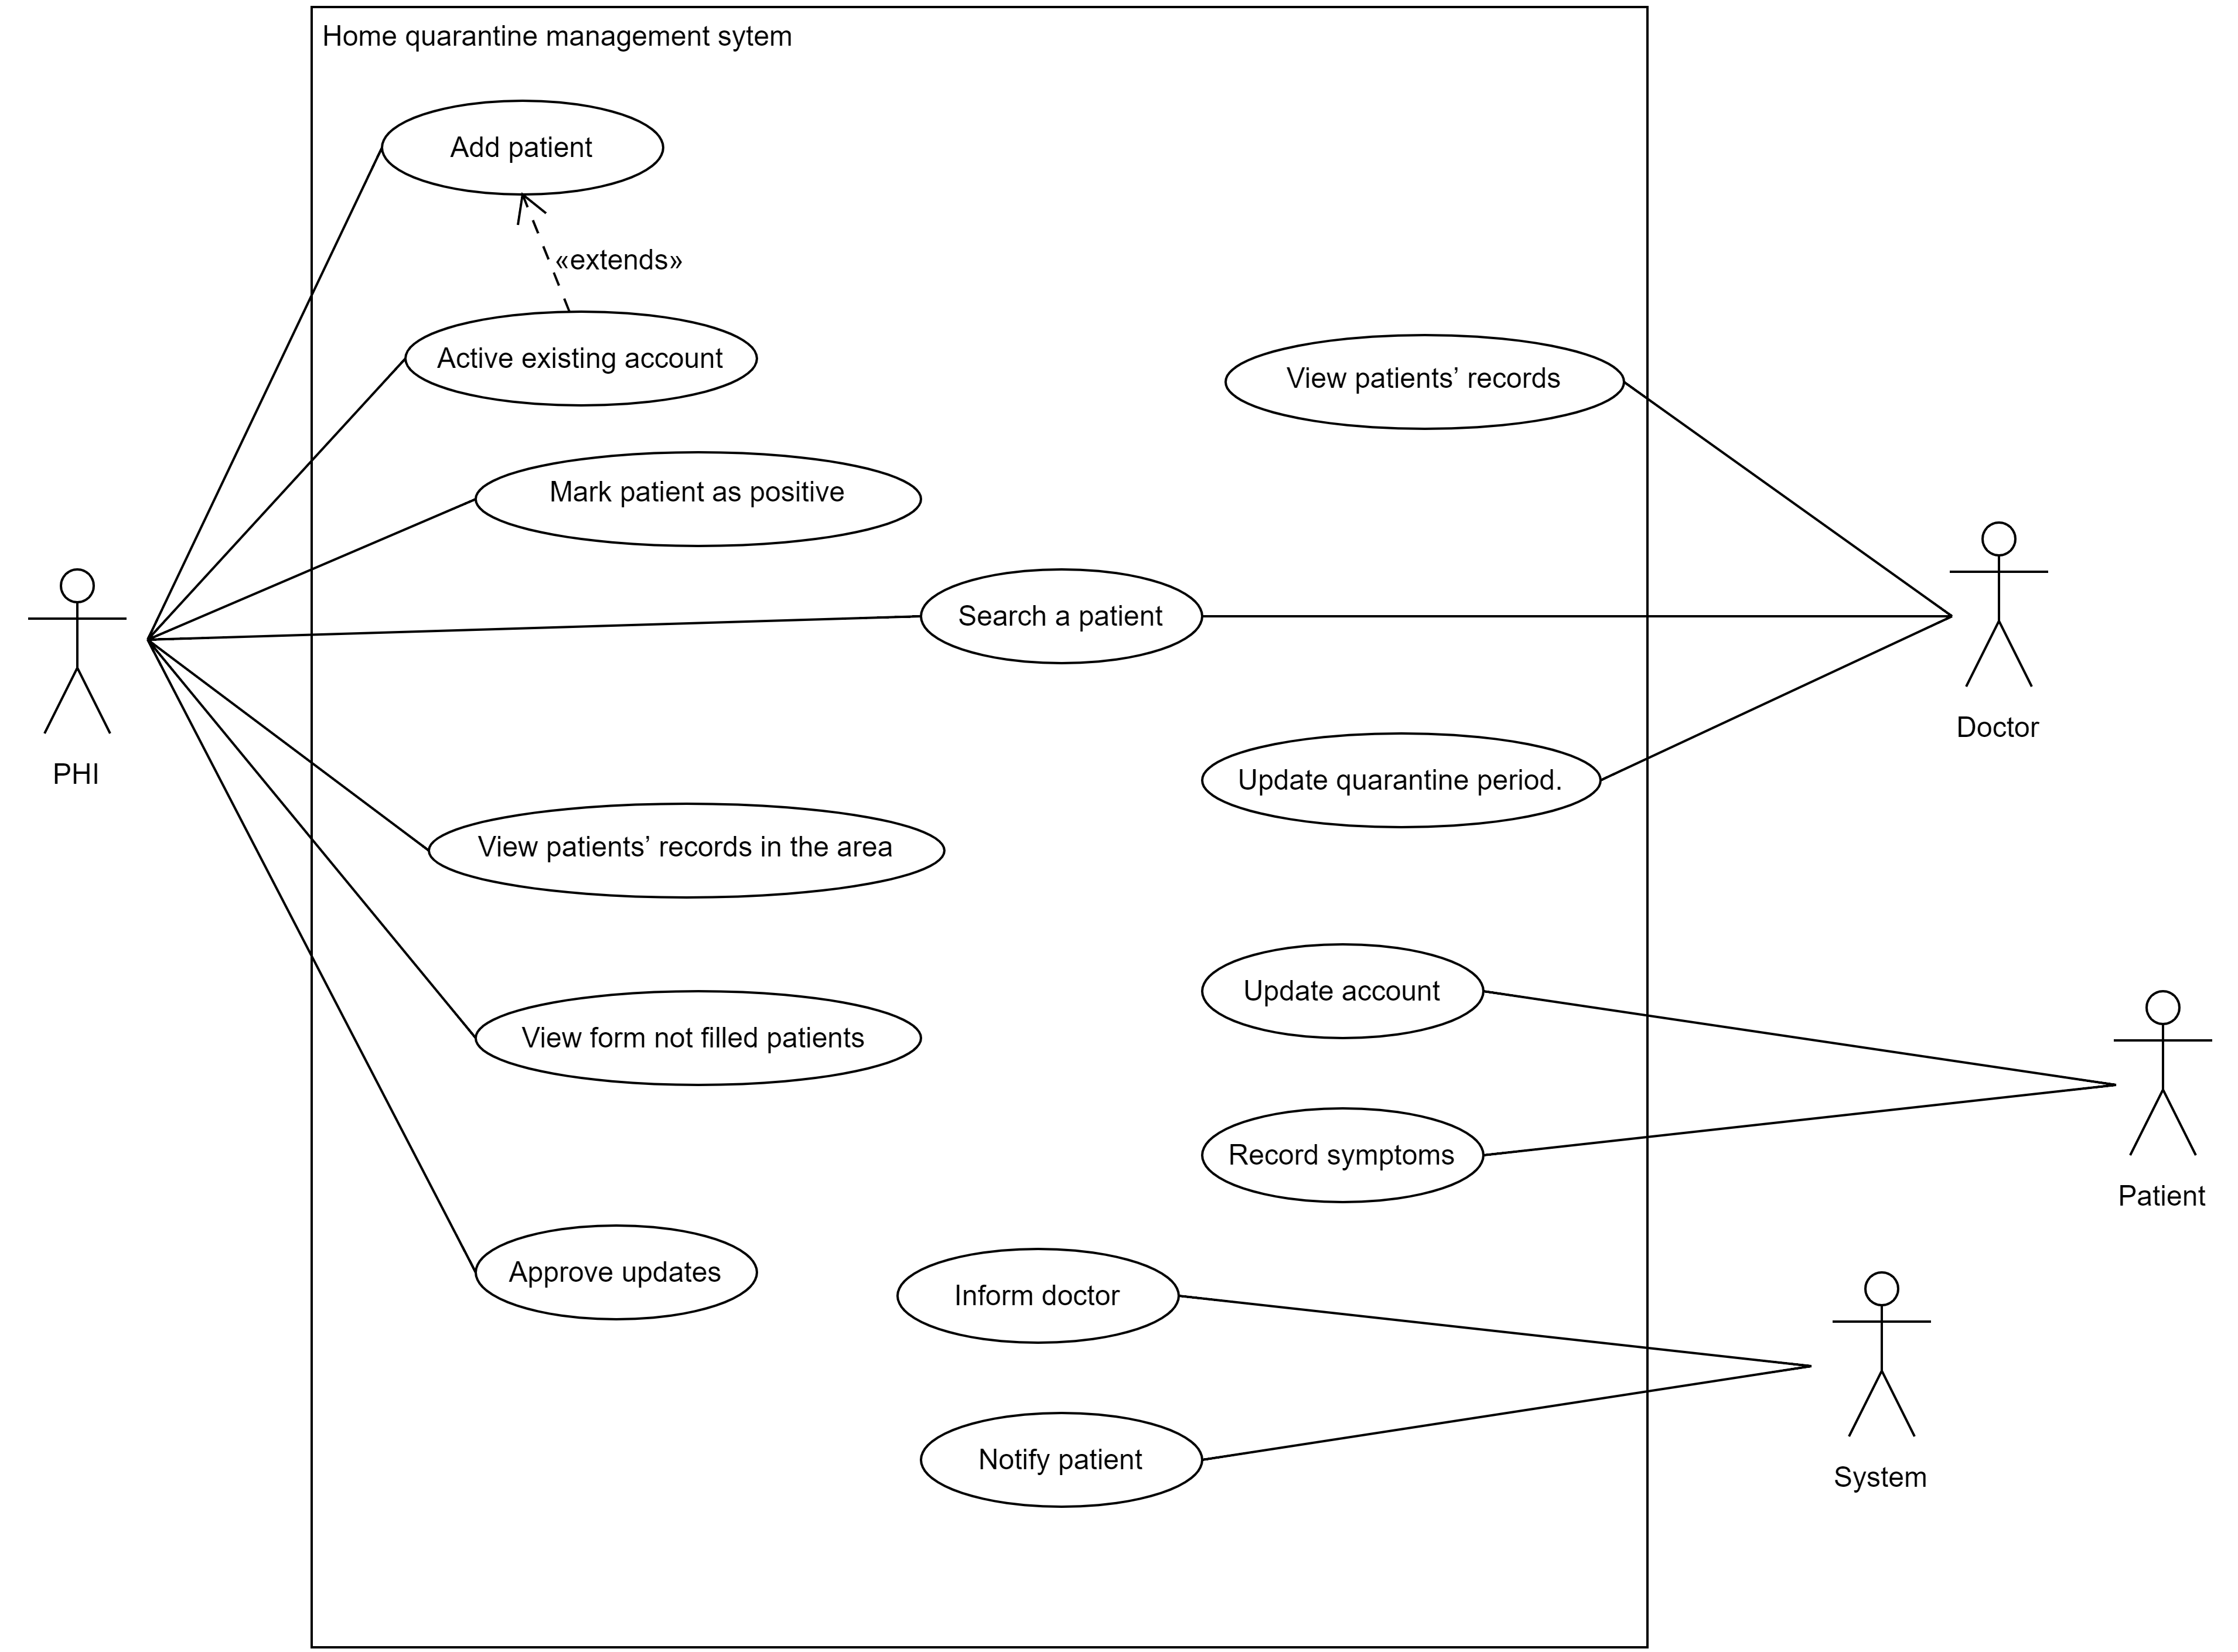 Home quarantine management sytem
Add patient
«extends»
Active existing account
View patients’ records
Mark patient as positive
Search a patient
Doctor
PHI
Update quarantine period.
View patients’ records in the area
Update account
View form not filled patients
Record symptoms
Patient
Approve updates
Inform doctor
Notify patient
System